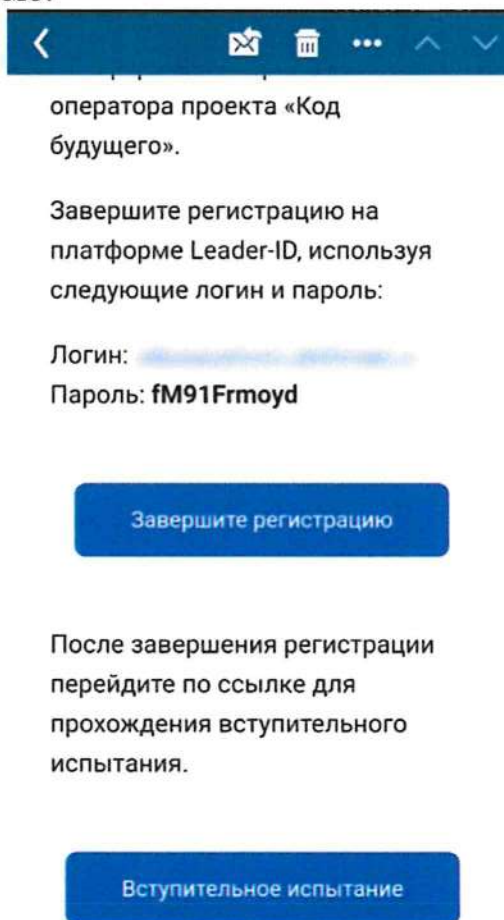 оператора проекта «Код
будущего».
Завершите регистрацию на
платформе Leader-ID, используя
следующие логин и пароль:
Логин:
Пароль: fM91Frmoyd
Завершите регистрацию
После завершения регистрации
перейдите по ссылке для
прохождения вступительного
испытания.
Вступительное испытание